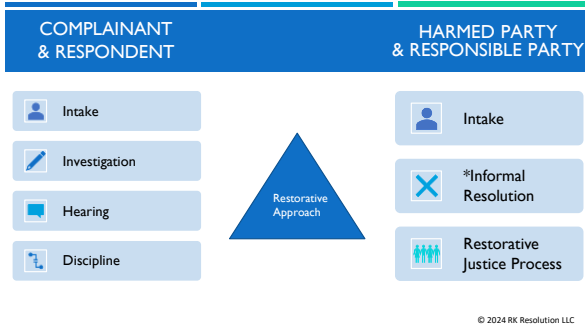 COMPLAINANT
& RESPONDENT
HARMED PARTY
& RESPONSIBLE PARTY
Intake
Investigation
Hearing
Discipline
Restorative
Approach
Intake
*Informal
Resolution
Restorative
Justice Process
© 2024 RK Resolution LLC